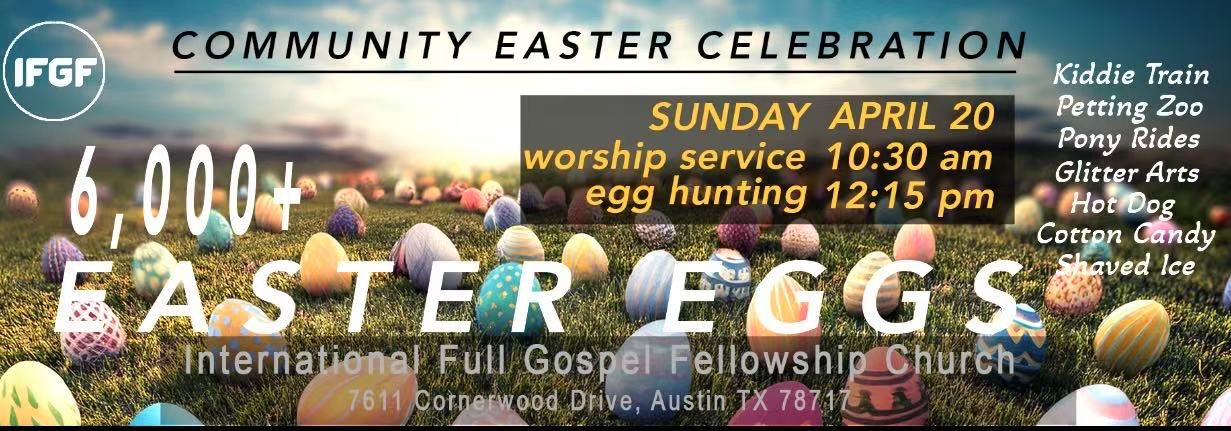 IFGF
COMMUNITY EASTER CELEBRATION
SUNDAY APRIL 20
worship service 10:30 am
egg hunting 12:15 pm
Kiddie Train
Petting Zoo
Pony Rides
Glitter Arts
Hot Dog
Cotton Candy
Shaved Ice
6,000+
EASTER EGGS
International Full Gospel Fellowship Church
7611 Cornerwood Drive, Austin TX 78717